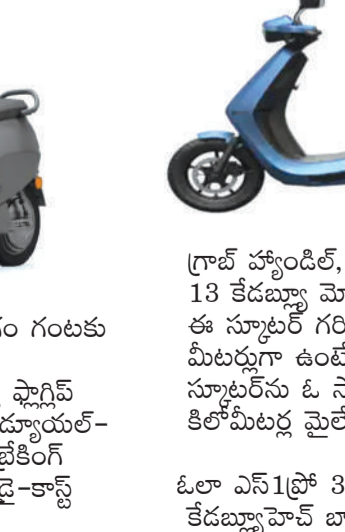 ం గంటకు
ఫ్లాగ్షిప్
డ్యూయల్-
బ్రేకింగ్
డై-కాస్ట్
గ్రాబ్ హ్యాండిల్,
13 కేడబ్ల్యూ మో
ఈ స్కూటర్ గరి
మీటర్లుగా ఉంటే
స్కూటర్‌ను ఓ సా
కిలోమీటర్ల మైలే
ఓలా ఎస్1ప్రో 3
కేడబ్ల్యూహెచ్ బా